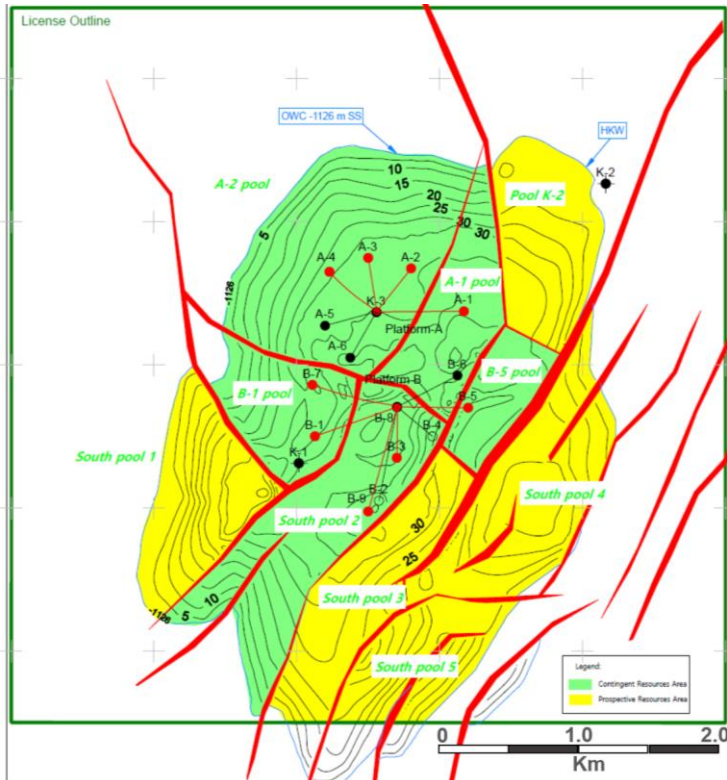 License Outline
OWC -1126 m SS
HKW
K-2
10
15
A-2 pool
Pool K-2
20
25
30
30
5
A-3
A-4
A-2
A-1 pool
-1126
K-3
A-1
A-5
Platform-A
A-6
B-6
B-5 pool
B-7
Platform-B
B-1 pool
B-5
B-8
B-1
B-4
South pool 1
K-1
B-3
B-2
South pool 4
B-9
South pool 2
30
25
10
5
-1126
South pool 3
South pool 5
Legend:
Contingent Resources Area
Prospective Resources Area
0 1.0 2.0
Km